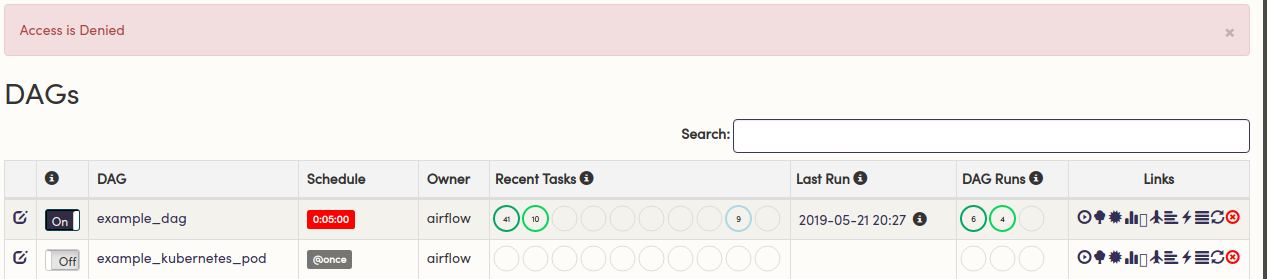 Access is Denied ×
DAGs
Search:
DAG Schedule Owner Recent Tasks Last Run DAG Runs Links
On example_dag 0:05:00 airflow 41 10 9 2019-05-21 20:27 6 4
Off example_kubernetes_pod @once airflow